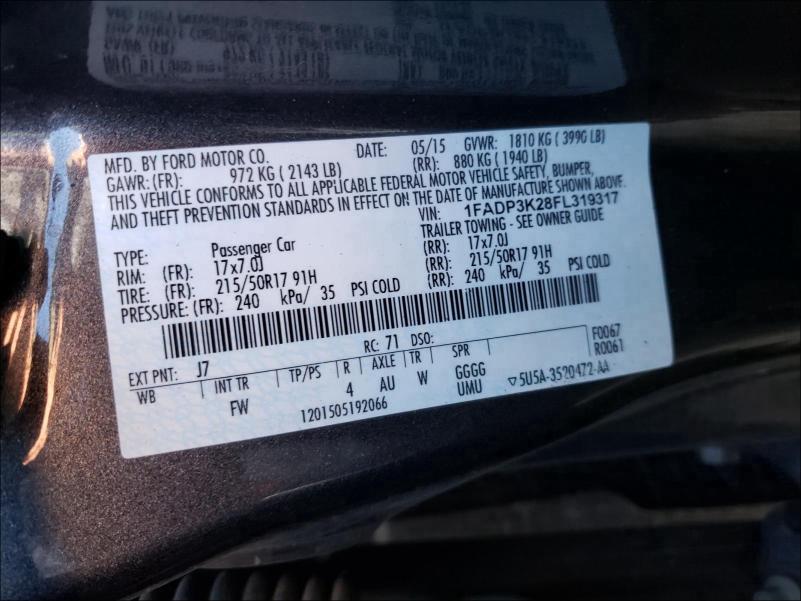 MFD. BY FORD MOTOR CO. DATE: 05/15 GVWR: 1810 KG ( 3990 LB)
GAWR: (FR): 972 KG ( 2143 LB) (RR): 880 KG ( 1940 LB)
THIS VEHICLE CONFORMS TO ALL APPLICABLE FEDERAL MOTOR VEHICLE SAFETY, BUMPER,
AND THEFT PREVENTION STANDARDS IN EFFECT ON THE DATE OF MANUFACTURE SHOWN ABOVE.
VIN: 1FADP3K28FL319317
TYPE: Passenger Car TRAILER TOWING - SEE OWNER GUIDE
RIM: (FR): 17x7.0J (RR): 17x7.0J
TIRE: (FR): 215/50R17 91H (RR): 215/50R17 91H
PRESSURE: (FR): 240 kPa/ 35 PSI COLD (RR): 240 kPa/ 35 PSI COLD
EXT PNT: J7 RC: 71 DSO: F0067
WB INT TR TP/PS R AXLE TR SPR R0061
FW 4 AU W GGGG
UMU ▽5U5A-3520472-AA
1201505192066